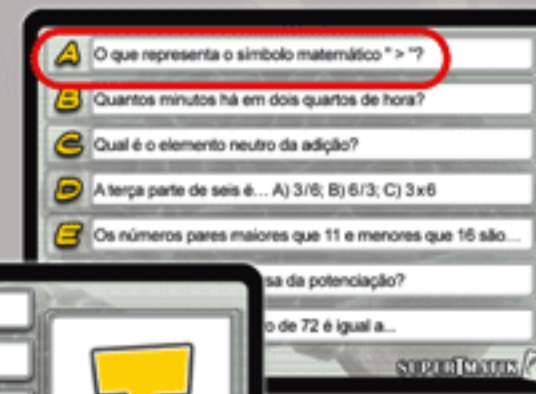 A O que representa o símbolo matemático " > "?
B Quantos minutos há em dois quartos de hora?
C Qual é o elemento neutro da adição?
D A terça parte de seis é... A) 3/6; B) 6/3; C) 3x6
E Os números pares maiores que 11 e menores que 16 são...
sa da potenciação?
o de 72 é igual a...
SUPERTMATIK